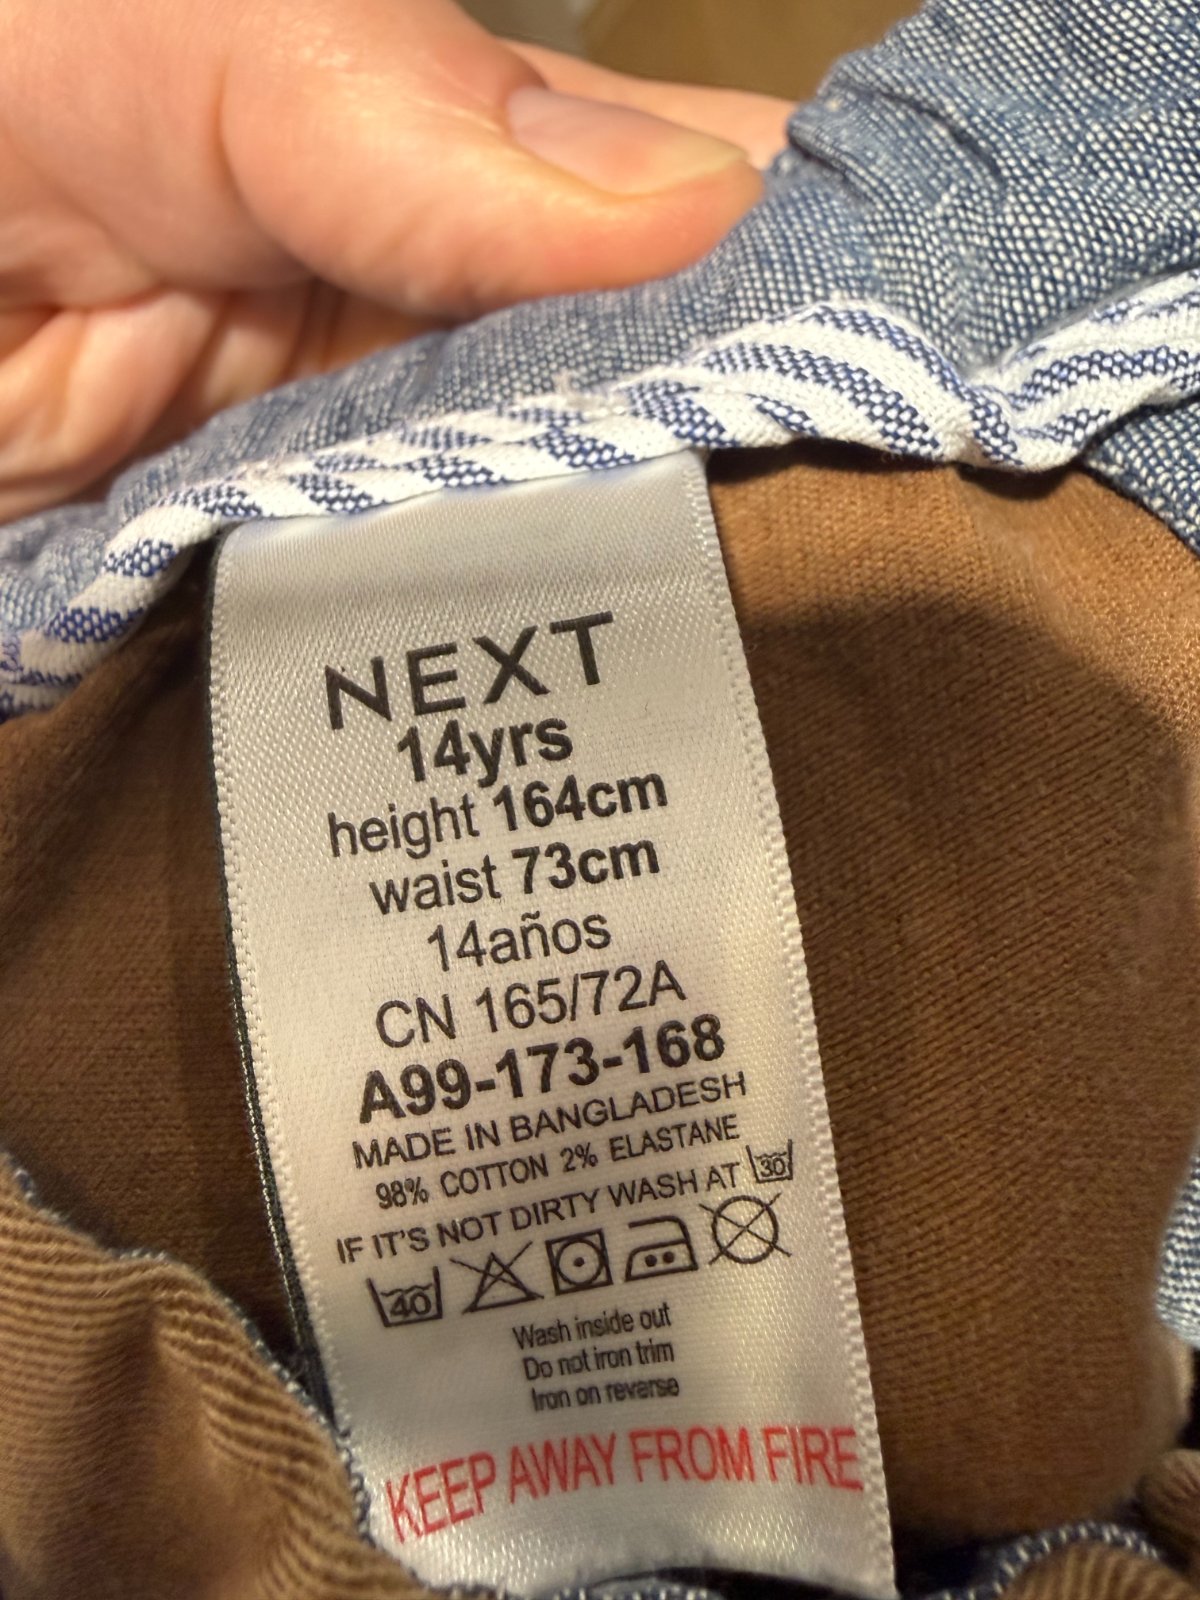 NEXT
14yrs
height 164cm
waist 73cm
14años
CN 165/72A
A99-173-168
MADE IN BANGLADESH
98% COTTON 2% ELASTANE
IF IT'S NOT DIRTY WASH AT 30
40
Wash inside out
Do not iron trim
Iron on reverse
KEEP AWAY FROM FIRE